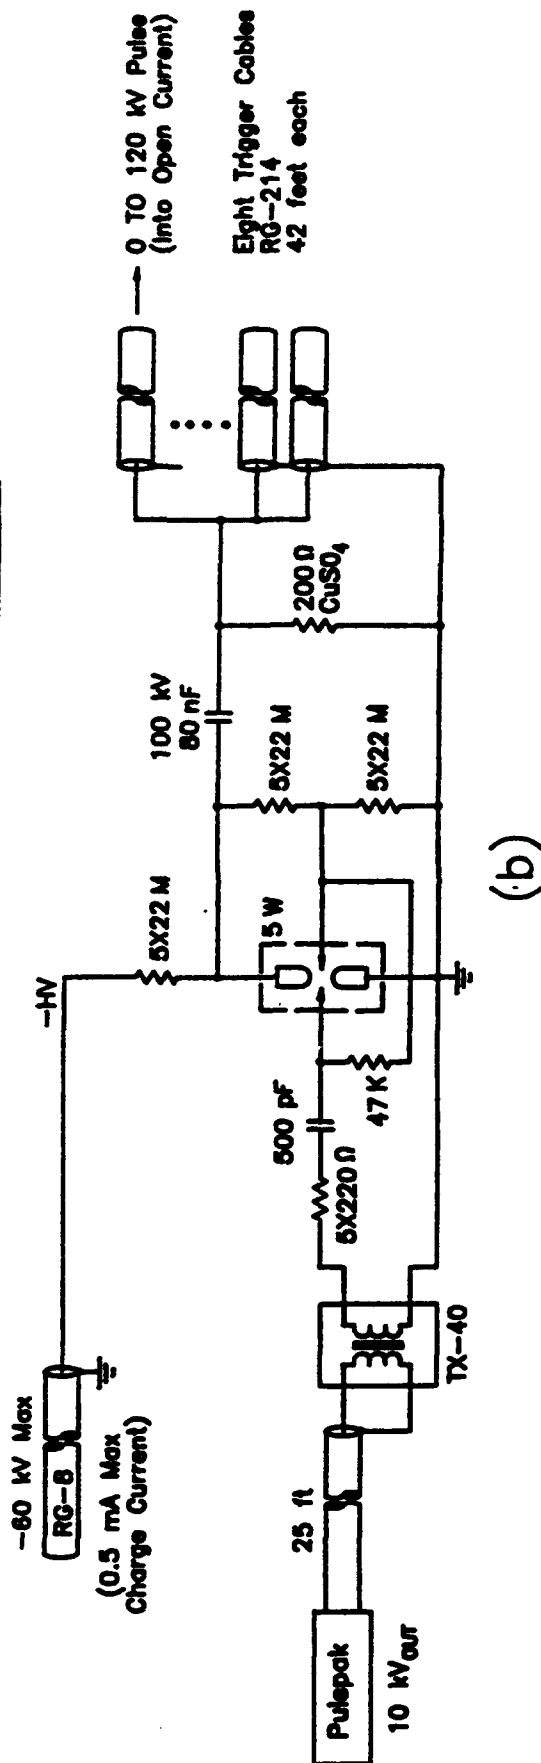 -60 kV Max
RG-8
(0.5 mA Max
Charge Current)
-HV
5X22 M
100 kV
80 nF
0 TO 120 kV Pulse
(Into Open Current)
Eight Trigger Cables
RG-214
42 feet each
5X22 M
5X22 M
200 Ω
CuSO₄
5 W
500 pF
5X220 Ω
47 K
TX-40
25 ft
Pulspak
10 kV OUT
(b)